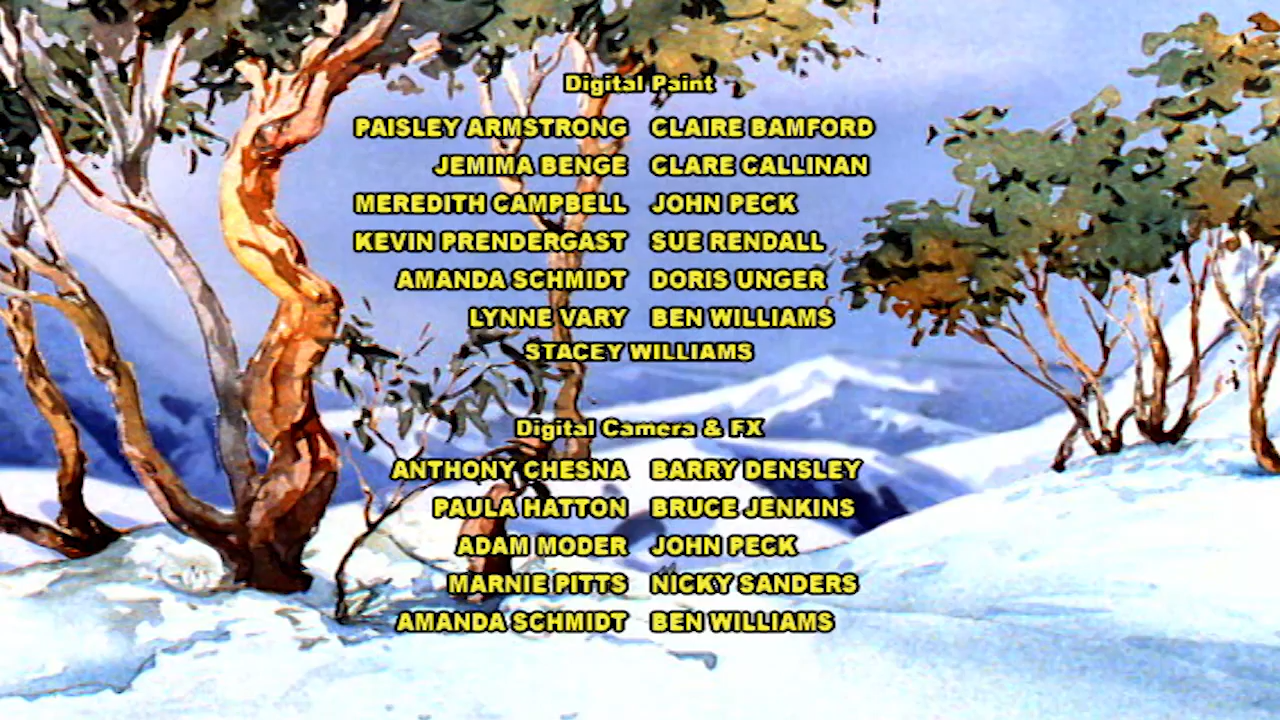 Digital Paint
PAISLEY ARMSTRONG CLAIRE BAMFORD
JEMIMA BENGE CLARE CALLINAN
MEREDITH CAMPBELL JOHN PECK
KEVIN PRENDERGAST SUE RENDALL
AMANDA SCHMIDT DORIS UNGER
LYNNE VARY BEN WILLIAMS
STACEY WILLIAMS
Digital Camera & FX
ANTHONY CHESNA BARRY DENSLEY
PAULA HATTON BRUCE JENKINS
ADAM MODER JOHN PECK
MARNIE PITTS NICKY SANDERS
AMANDA SCHMIDT BEN WILLIAMS